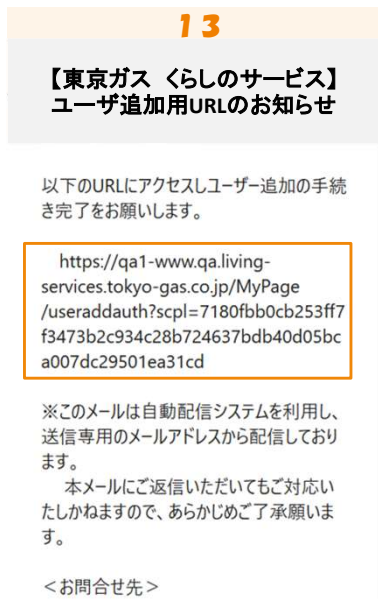 13
【東京ガス くらしのサービス】
ユーザ追加用URLのお知らせ
以下のURLにアクセスしユーザー追加の手続
き完了をお願いします。
https://qa1-www.qa.living-
services.tokyo-gas.co.jp/MyPage
/useraddauth?scpl=7180fbb0cb253ff7
f3473b2c934c28b724637bdb40d05bc
a007dc29501ea31cd
※このメールは自動配信システムを利用し、
送信専用のメールアドレスから配信しており
ます。
本メールにご返信いただいてもご対応い
たしかねますので、あらかじめご了承願いま
す。
＜お問合せ先＞